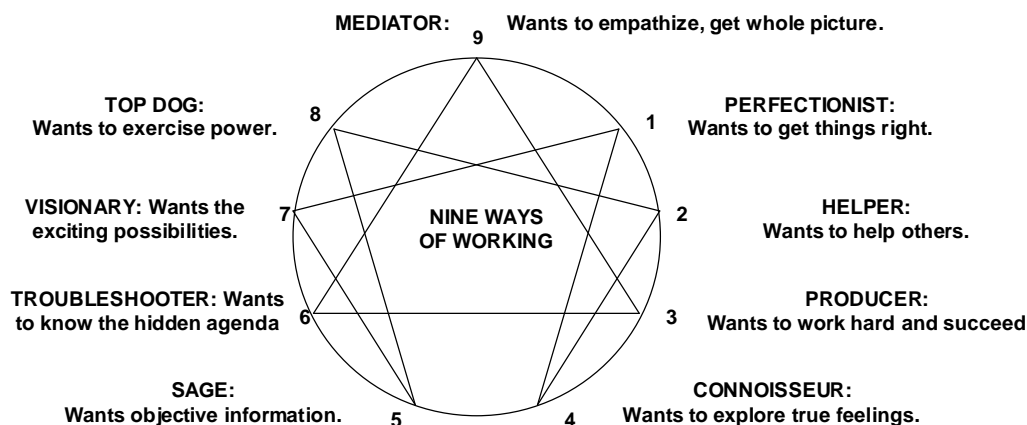 MEDIATOR: Wants to empathize, get whole picture.
9
TOP DOG:
Wants to exercise power.
8
1
PERFECTIONIST:
Wants to get things right.
VISIONARY: Wants the
exciting possibilities.
7
NINE WAYS
OF WORKING
2
HELPER:
Wants to help others.
TROUBLESHOOTER: Wants
to know the hidden agenda
6
3
PRODUCER:
Wants to work hard and succeed
SAGE:
Wants objective information.
5
4
CONNOISSEUR:
Wants to explore true feelings.